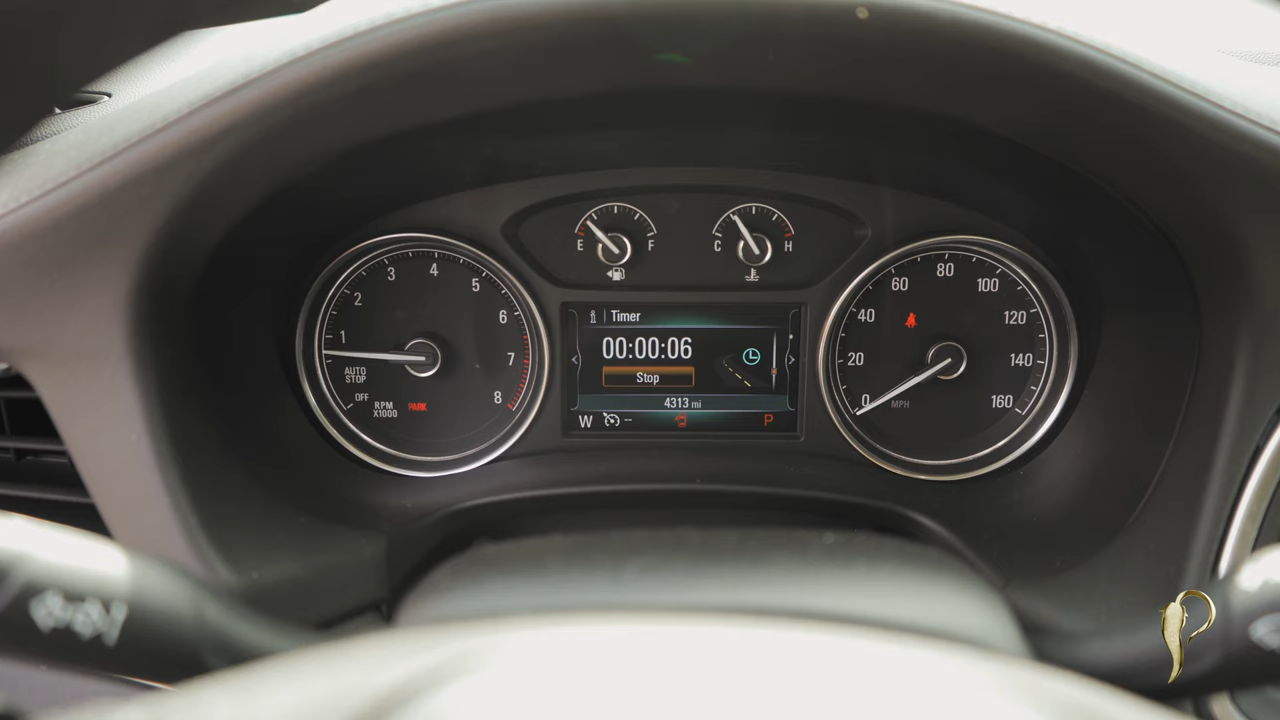 E F
C H
1 2 3 4 5 6 7 8
AUTO
STOP
OFF
RPM
X1000
PARK
i Timer
00:00:06
Stop
4313 mi
W -- P
0 20 40 60 80 100 120 140 160
MPH